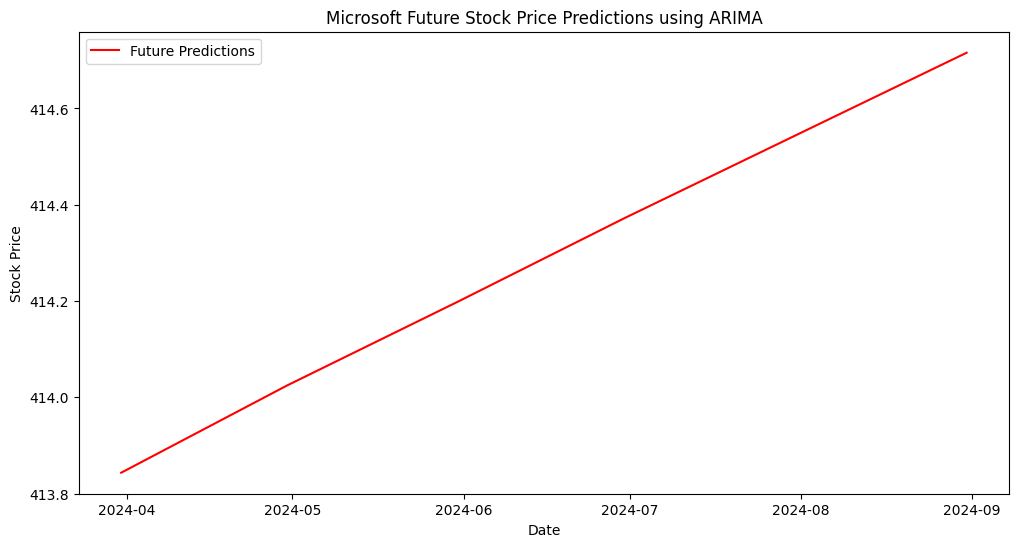 Microsoft Future Stock Price Predictions using ARIMA
Future Predictions
Stock Price
414.6
414.4
414.2
414.0
413.8
2024-04 2024-05 2024-06 2024-07 2024-08 2024-09
Date